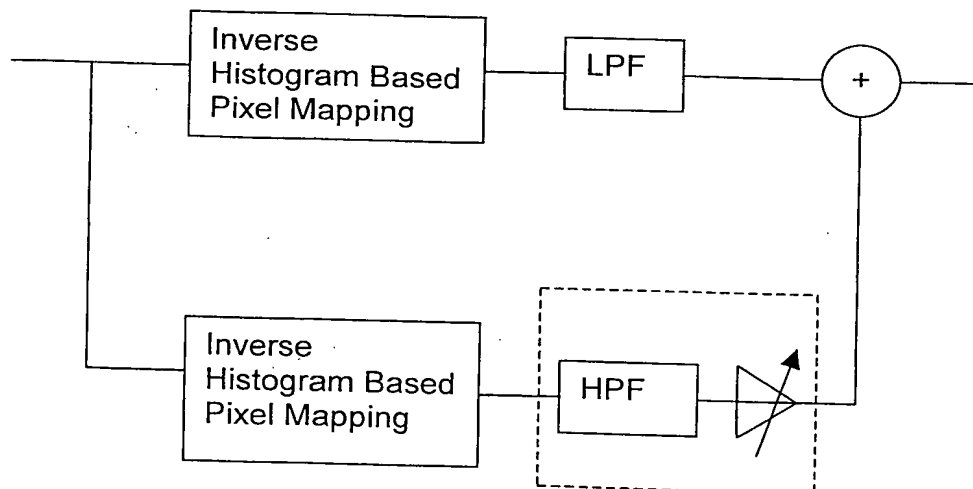 Inverse
Histogram Based
Pixel Mapping
LPF
+
Inverse
Histogram Based
Pixel Mapping
HPF